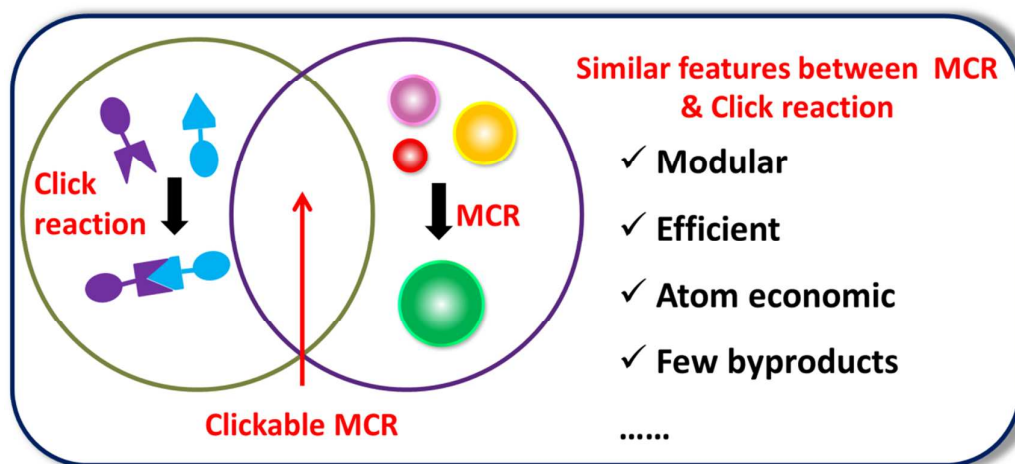 Click
reaction
MCR
Clickable MCR
Similar features between MCR
& Click reaction
✓ Modular
✓ Efficient
✓ Atom economic
✓ Few byproducts
......